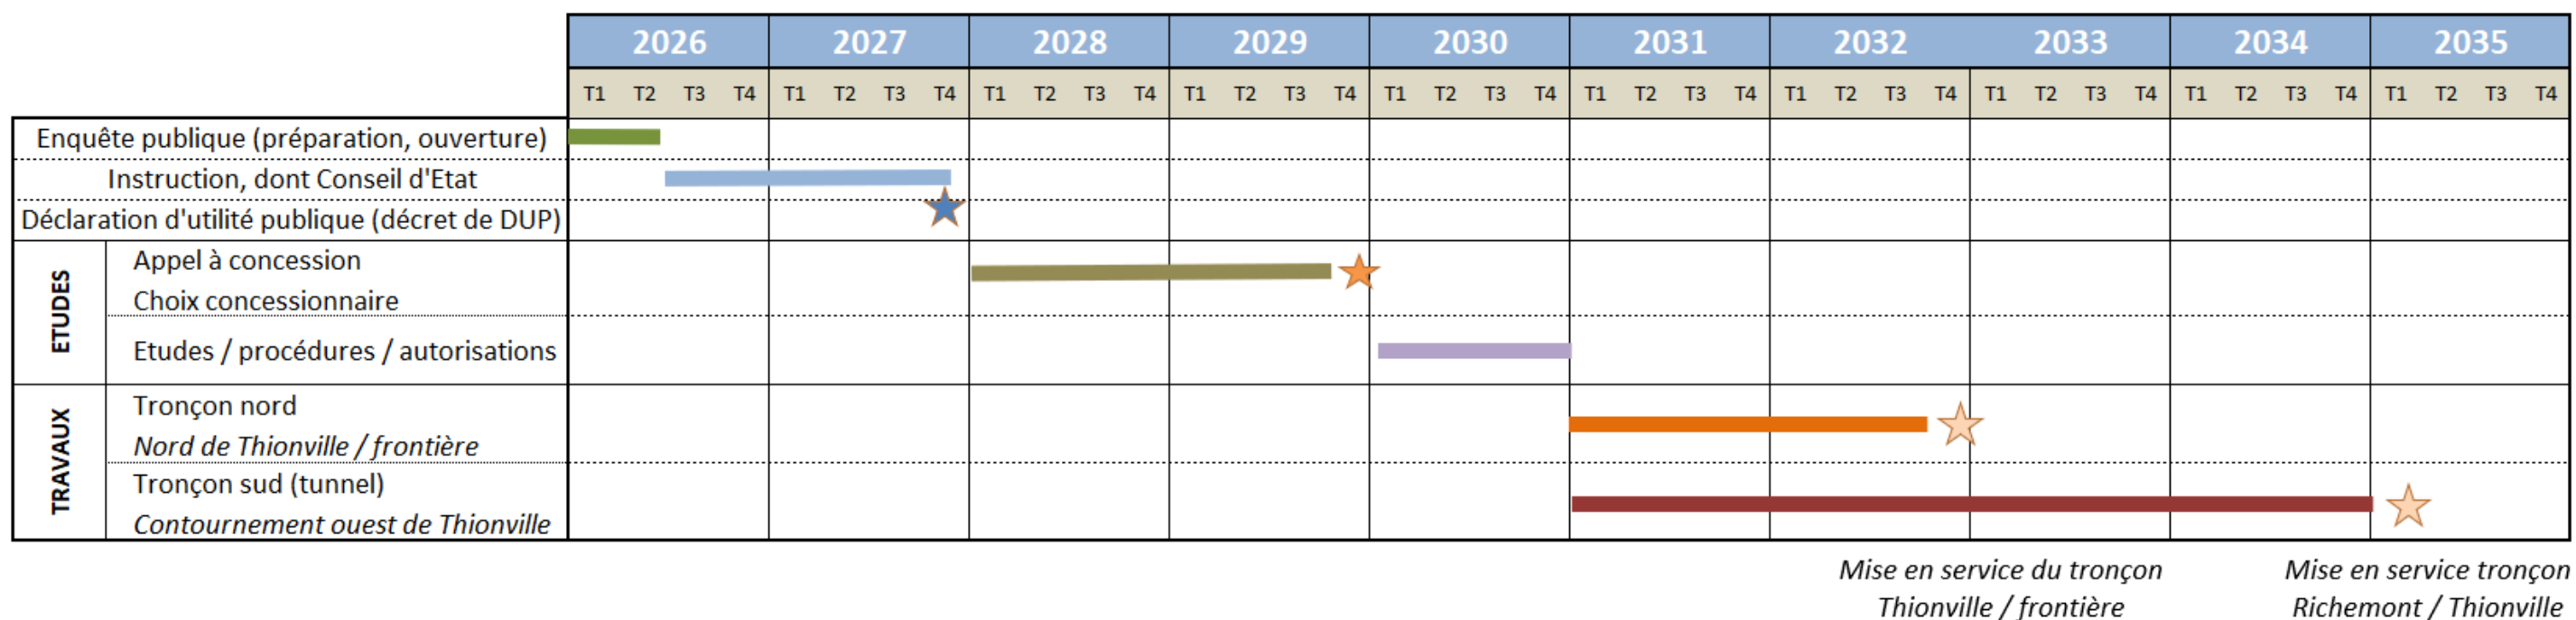 2026 2027 2028 2029 2030 2031 2032 2033 2034 2035
T1 T2 T3 T4 T1 T2 T3 T4 T1 T2 T3 T4 T1 T2 T3 T4 T1 T2 T3 T4 T1 T2 T3 T4 T1 T2 T3 T4 T1 T2 T3 T4 T1 T2 T3 T4 T1 T2 T3 T4
Enquête publique (préparation, ouverture)
Instruction, dont Conseil d'Etat
Déclaration d'utilité publique (décret de DUP)
ETUDES
Appel à concession
Choix concessionnaire
Etudes / procédures / autorisations
TRAVAUX
Tronçon nord
Nord de Thionville / frontière
Tronçon sud (tunnel)
Contournement ouest de Thionville
Mise en service du tronçon
Thionville / frontière
Mise en service tronçon
Richemont / Thionville